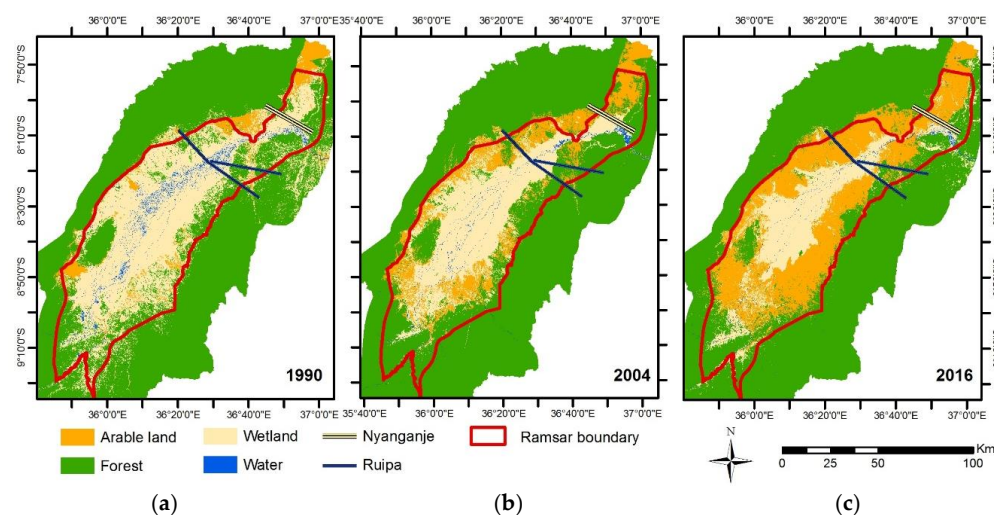 36°0'0"E 36°20'0"E 36°40'0"E 37°0'0"E 35°40'0"E 36°0'0"E 36°20'0"E 36°40'0"E 37°0'0"E 36°0'0"E 36°20'0"E 36°40'0"E 37°0'0"E
7°50'0"S
8°10'0"S
8°30'0"S
8°50'0"S
9°10'0"S
1990
2004
2016
36°0'0"E 36°20'0"E 36°40'0"E 37°0'0"E 35°40'0"E 36°0'0"E 36°20'0"E 36°40'0"E 37°0'0"E 36°0'0"E 36°20'0"E 36°40'0"E 37°0'0"E
Arable land Wetland Nyanganje Ramsar boundary
Forest Water Ruipa
N
Km
0 25 50 100
(a) (b) (c)